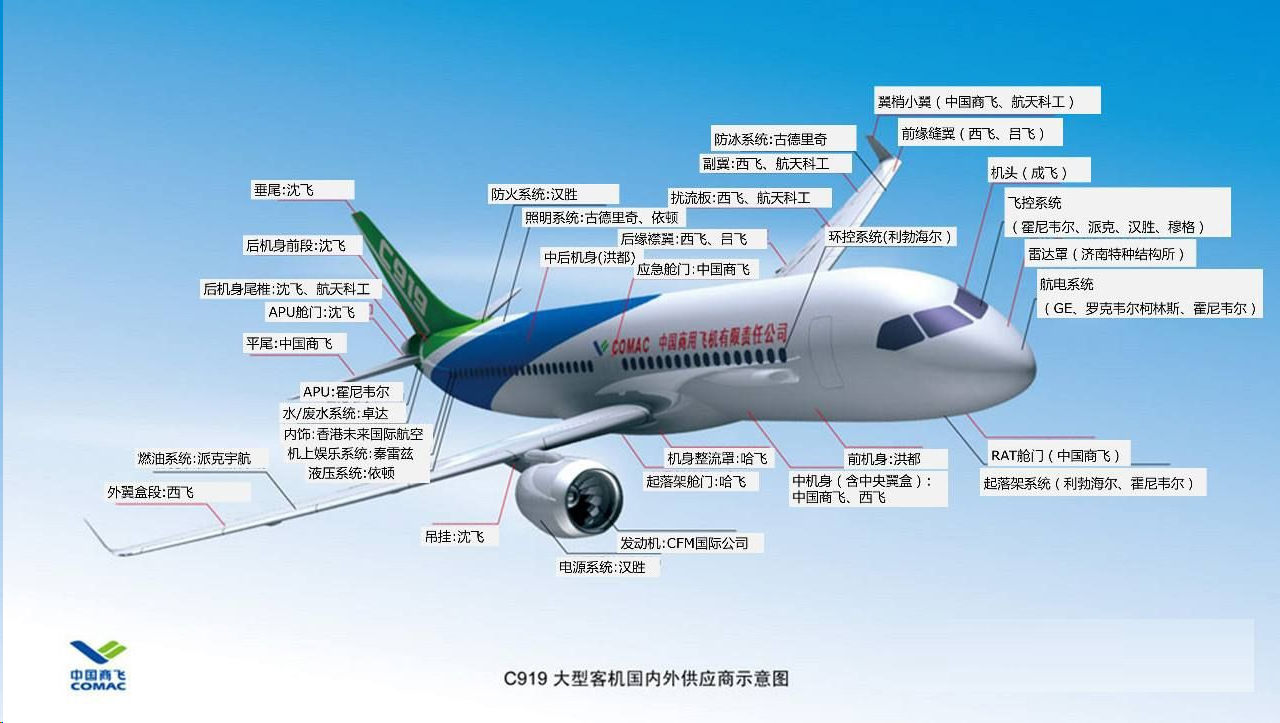 翼梢小翼（中国商飞、航天科工）
防冰系统:古德里奇
前缘缝翼（西飞、吕飞）
副翼:西飞、航天科工
机头（成飞）
垂尾:沈飞
防火系统:汉胜
扰流板:西飞、航天科工
飞控系统
（霍尼韦尔、派克、汉胜、穆格）
照明系统:古德里奇、依顿
后缘襟翼:西飞、吕飞
环控系统(利勃海尔）
后机身前段:沈飞
中后机身(洪都)
应急舱门:中国商飞
雷达罩（济南特种结构所）
后机身尾椎:沈飞、航天科工
航电系统
（GE、罗克韦尔柯林斯、霍尼韦尔）
APU舱门:沈飞
C919
平尾:中国商飞
COMAC 中国商用飞机有限责任公司
APU:霍尼韦尔
水/废水系统:卓达
内饰:香港未来国际航空
机上娱乐系统:秦雷兹
液压系统:依顿
燃油系统:派克宇航
机身整流罩:哈飞
前机身:洪都
RAT舱门（中国商飞）
外翼盒段:西飞
起落架舱门:哈飞
中机身（含中央翼盒）:
中国商飞、西飞
起落架系统（利勃海尔、霍尼韦尔）
吊挂:沈飞
发动机:CFM国际公司
电源系统:汉胜
中国商飞
COMAC
C919 大型客机国内外供应商示意图